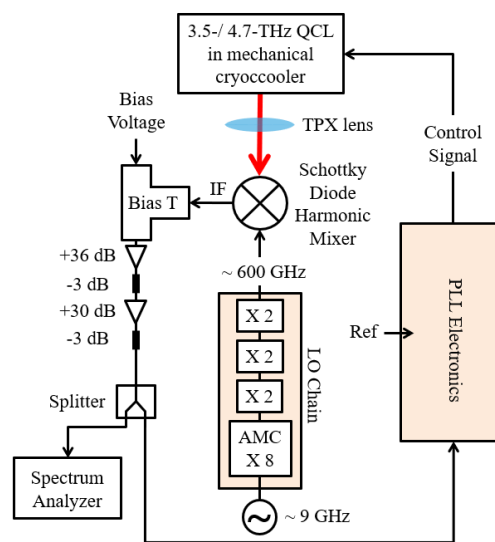 3.5-/ 4.7-THz QCL
in mechanical
cryoccooler
Bias
Voltage
TPX lens
Control
Signal
IF
Bias T
Schottky
Diode
Harmonic
Mixer
+36 dB
-3 dB
+30 dB
-3 dB
~ 600 GHz
X 2
X 2
X 2
AMC
X 8
LO Chain
Ref
PLL Electronics
Splitter
Spectrum
Analyzer
~ 9 GHz